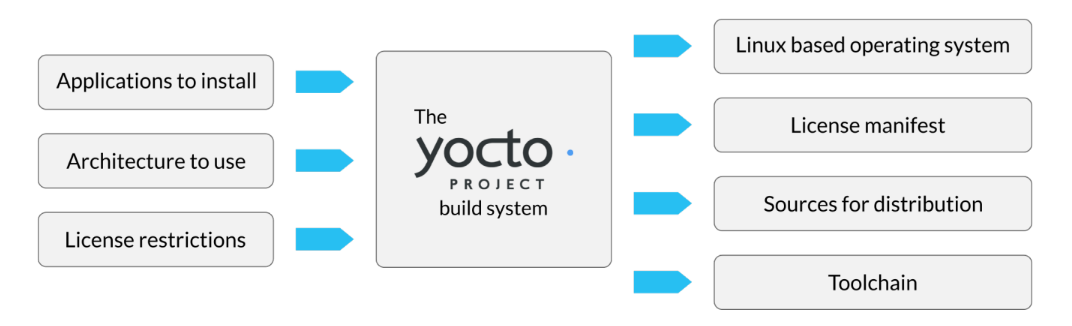 Applications to install
Architecture to use
License restrictions
The
yocto
PROJECT
build system
Linux based operating system
License manifest
Sources for distribution
Toolchain